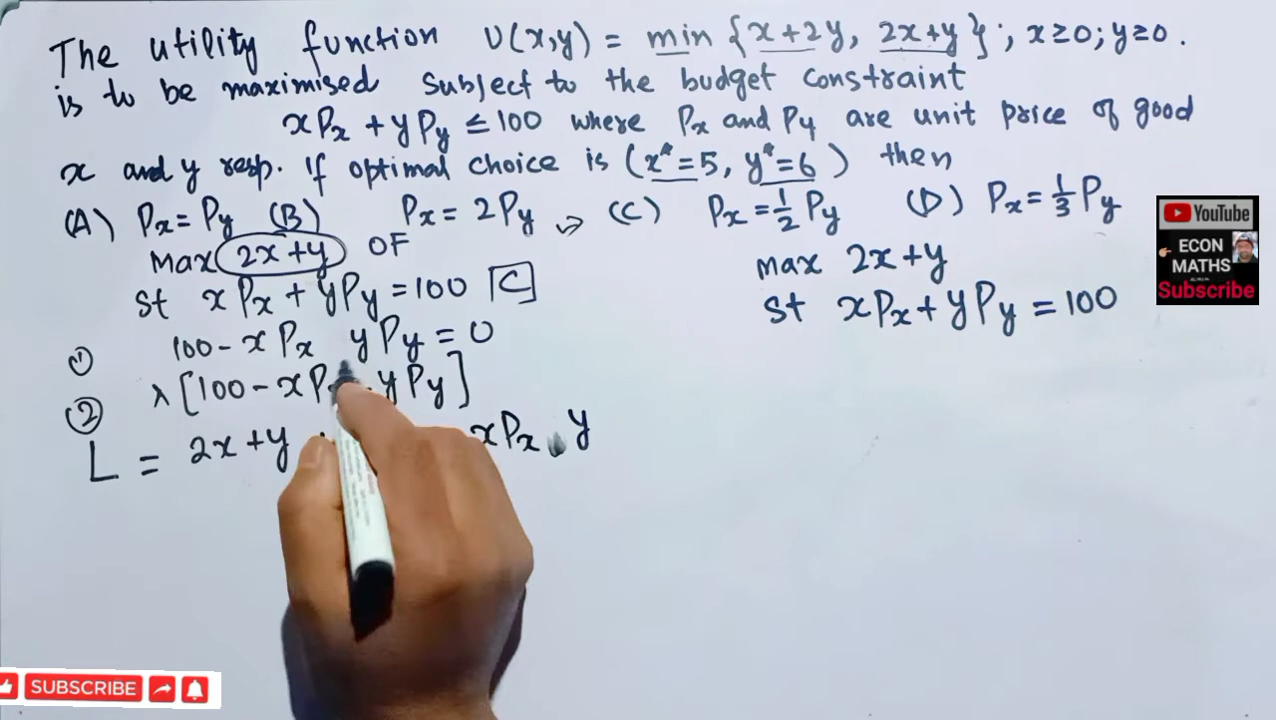 The utility function U(x,y) = min {x+2y, 2x+y} ; x≥0; y≥0.
is to be maximised subject to the budget constraint
xPx + yPy ≤ 100 where Px and Py are unit price of good
x and y resp. If optimal choice is (x*=5, y*=6) then
(A) Px = Py (B) Px = 2Py (C) Px = 1/2 Py (D) Px = 1/3 Py
Max 2x+y OF
St xPx + yPy = 100 C
① 100 - xPx yPy = 0
② λ [100 - xP yPy]
L = 2x+y xPx y
max 2x+y
St xPx + yPy = 100
YouTube
ECON
MATHS
Subscribe
SUBSCRIBE